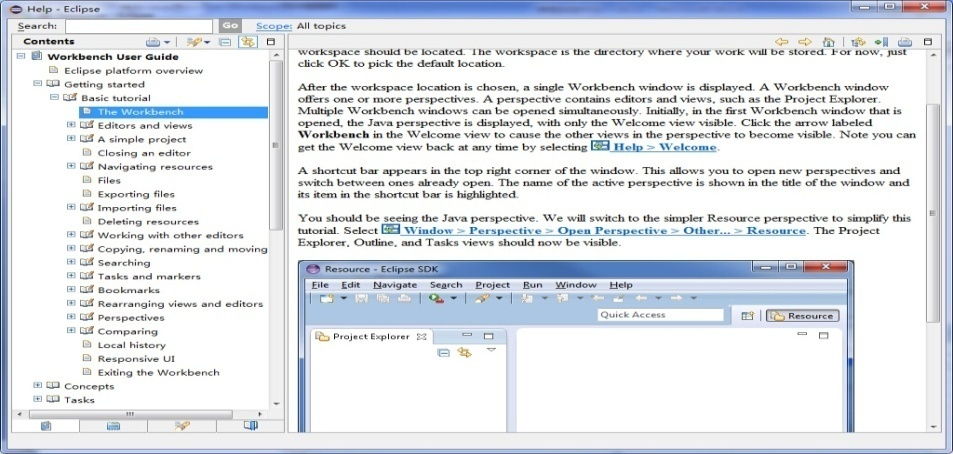 Help - Eclipse
Search:
Go
Scope: All topics
Contents
Workbench User Guide
Eclipse platform overview
Getting started
Basic tutorial
The Workbench
Editors and views
A simple project
Closing an editor
Navigating resources
Files
Exporting files
Importing files
Deleting resources
Working with other editors
Copying, renaming and moving
Searching
Tasks and markers
Bookmarks
Rearranging views and editors
Perspectives
Comparing
Local history
Responsive UI
Exiting the Workbench
Concepts
Tasks
workspace should be located. The workspace is the directory where your work will be stored. For now, just
click OK to pick the default location.
After the workspace location is chosen, a single Workbench window is displayed. A Workbench window
offers one or more perspectives. A perspective contains editors and views, such as the Project Explorer.
Multiple Workbench windows can be opened simultaneously. Initially, in the first Workbench window that is
opened, the Java perspective is displayed, with only the Welcome view visible. Click the arrow labeled
Workbench in the Welcome view to cause the other views in the perspective to become visible. Note you can
get the Welcome view back at any time by selecting Help > Welcome.
A shortcut bar appears in the top right corner of the window. This allows you to open new perspectives and
switch between ones already open. The name of the active perspective is shown in the title of the window and
its item in the shortcut bar is highlighted.
You should be seeing the Java perspective. We will switch to the simpler Resource perspective to simplify this
tutorial. Select Window > Perspective > Open Perspective > Other... > Resource. The Project
Explorer, Outline, and Tasks views should now be visible.
Resource - Eclipse SDK
File Edit Navigate Search Project Run Window Help
Quick Access
Resource
Project Explorer